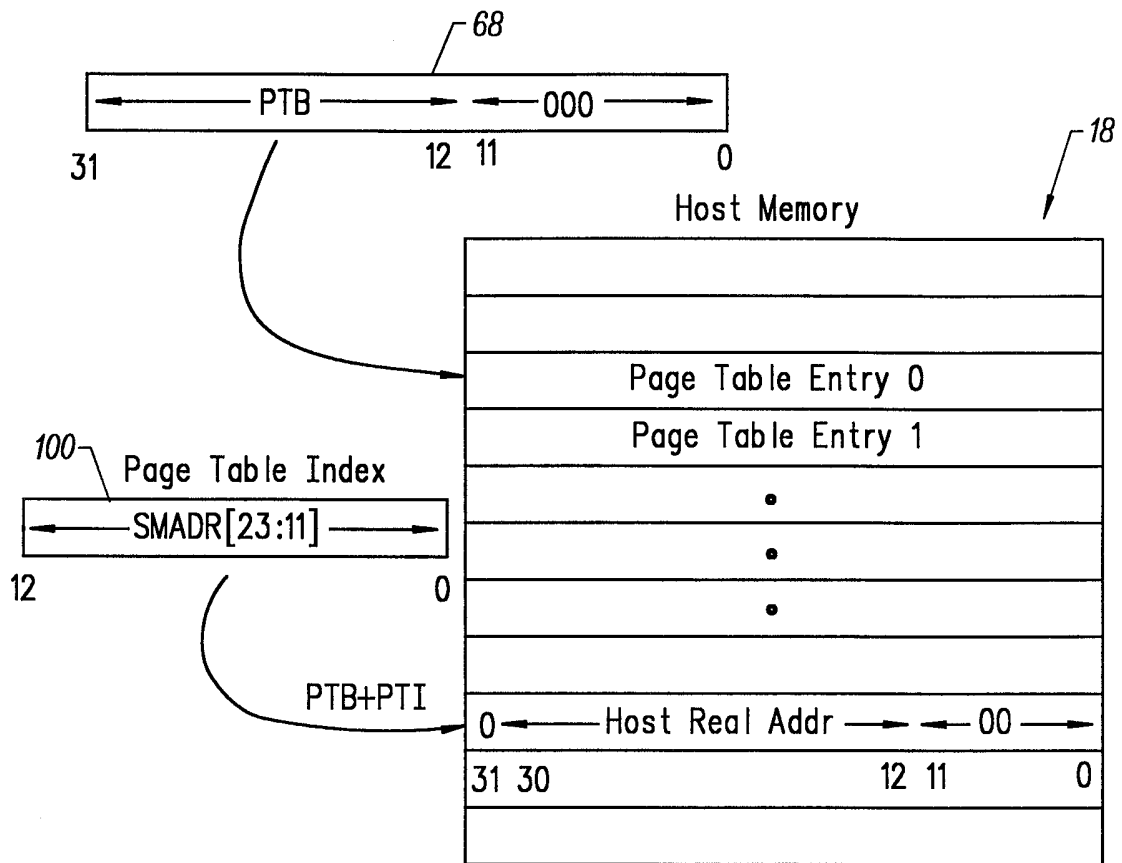 68
PTB 000
31 12 11 0
18
Host Memory
Page Table Entry 0
Page Table Entry 1
100
Page Table Index
SMADR[23:11]
12 0
PTB+PTI
0 Host Real Addr 00
31 30 12 11 0